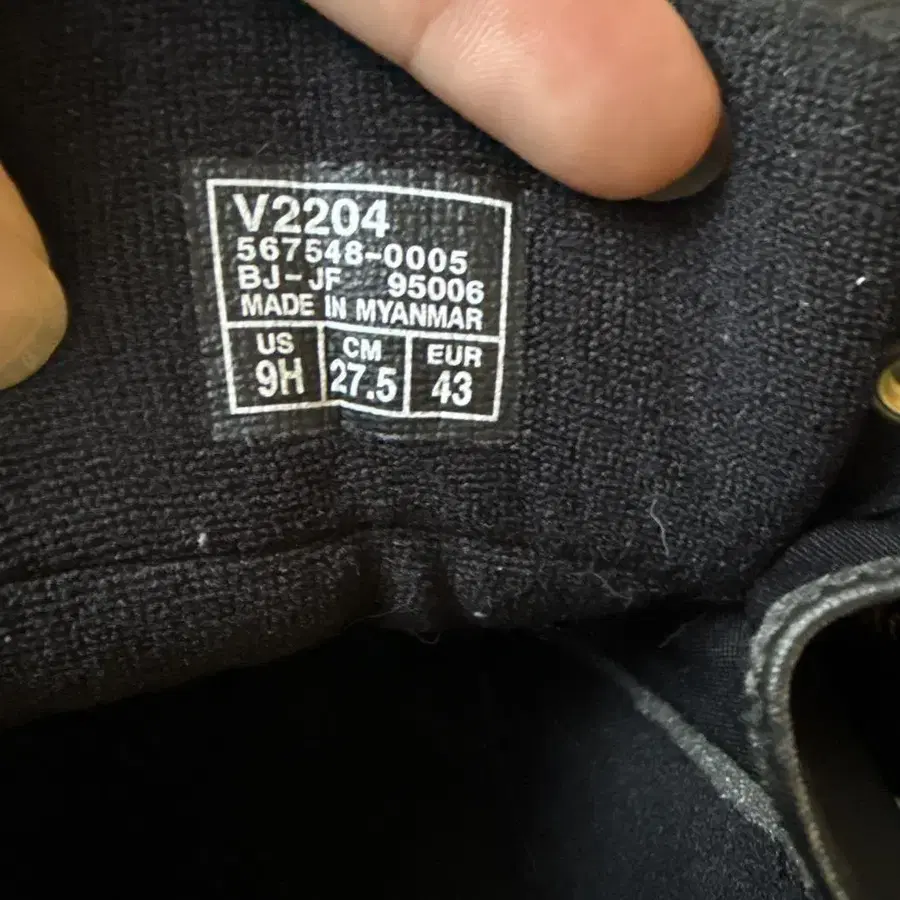 V2204
567548-0005
BJ-JF 95006
MADE IN MYANMAR
US CM EUR
9H 27.5 43